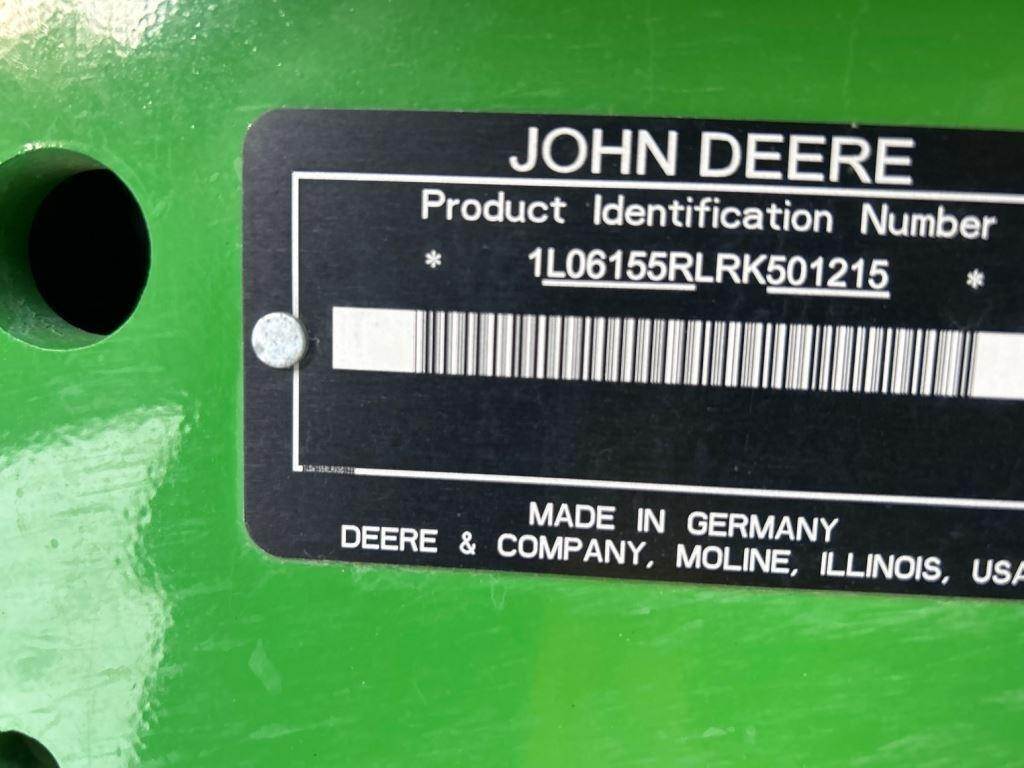 JOHN DEERE
Product Identification Number
* 1L06155RLRK501215 *
MADE IN GERMANY
DEERE & COMPANY, MOLINE, ILLINOIS, USA